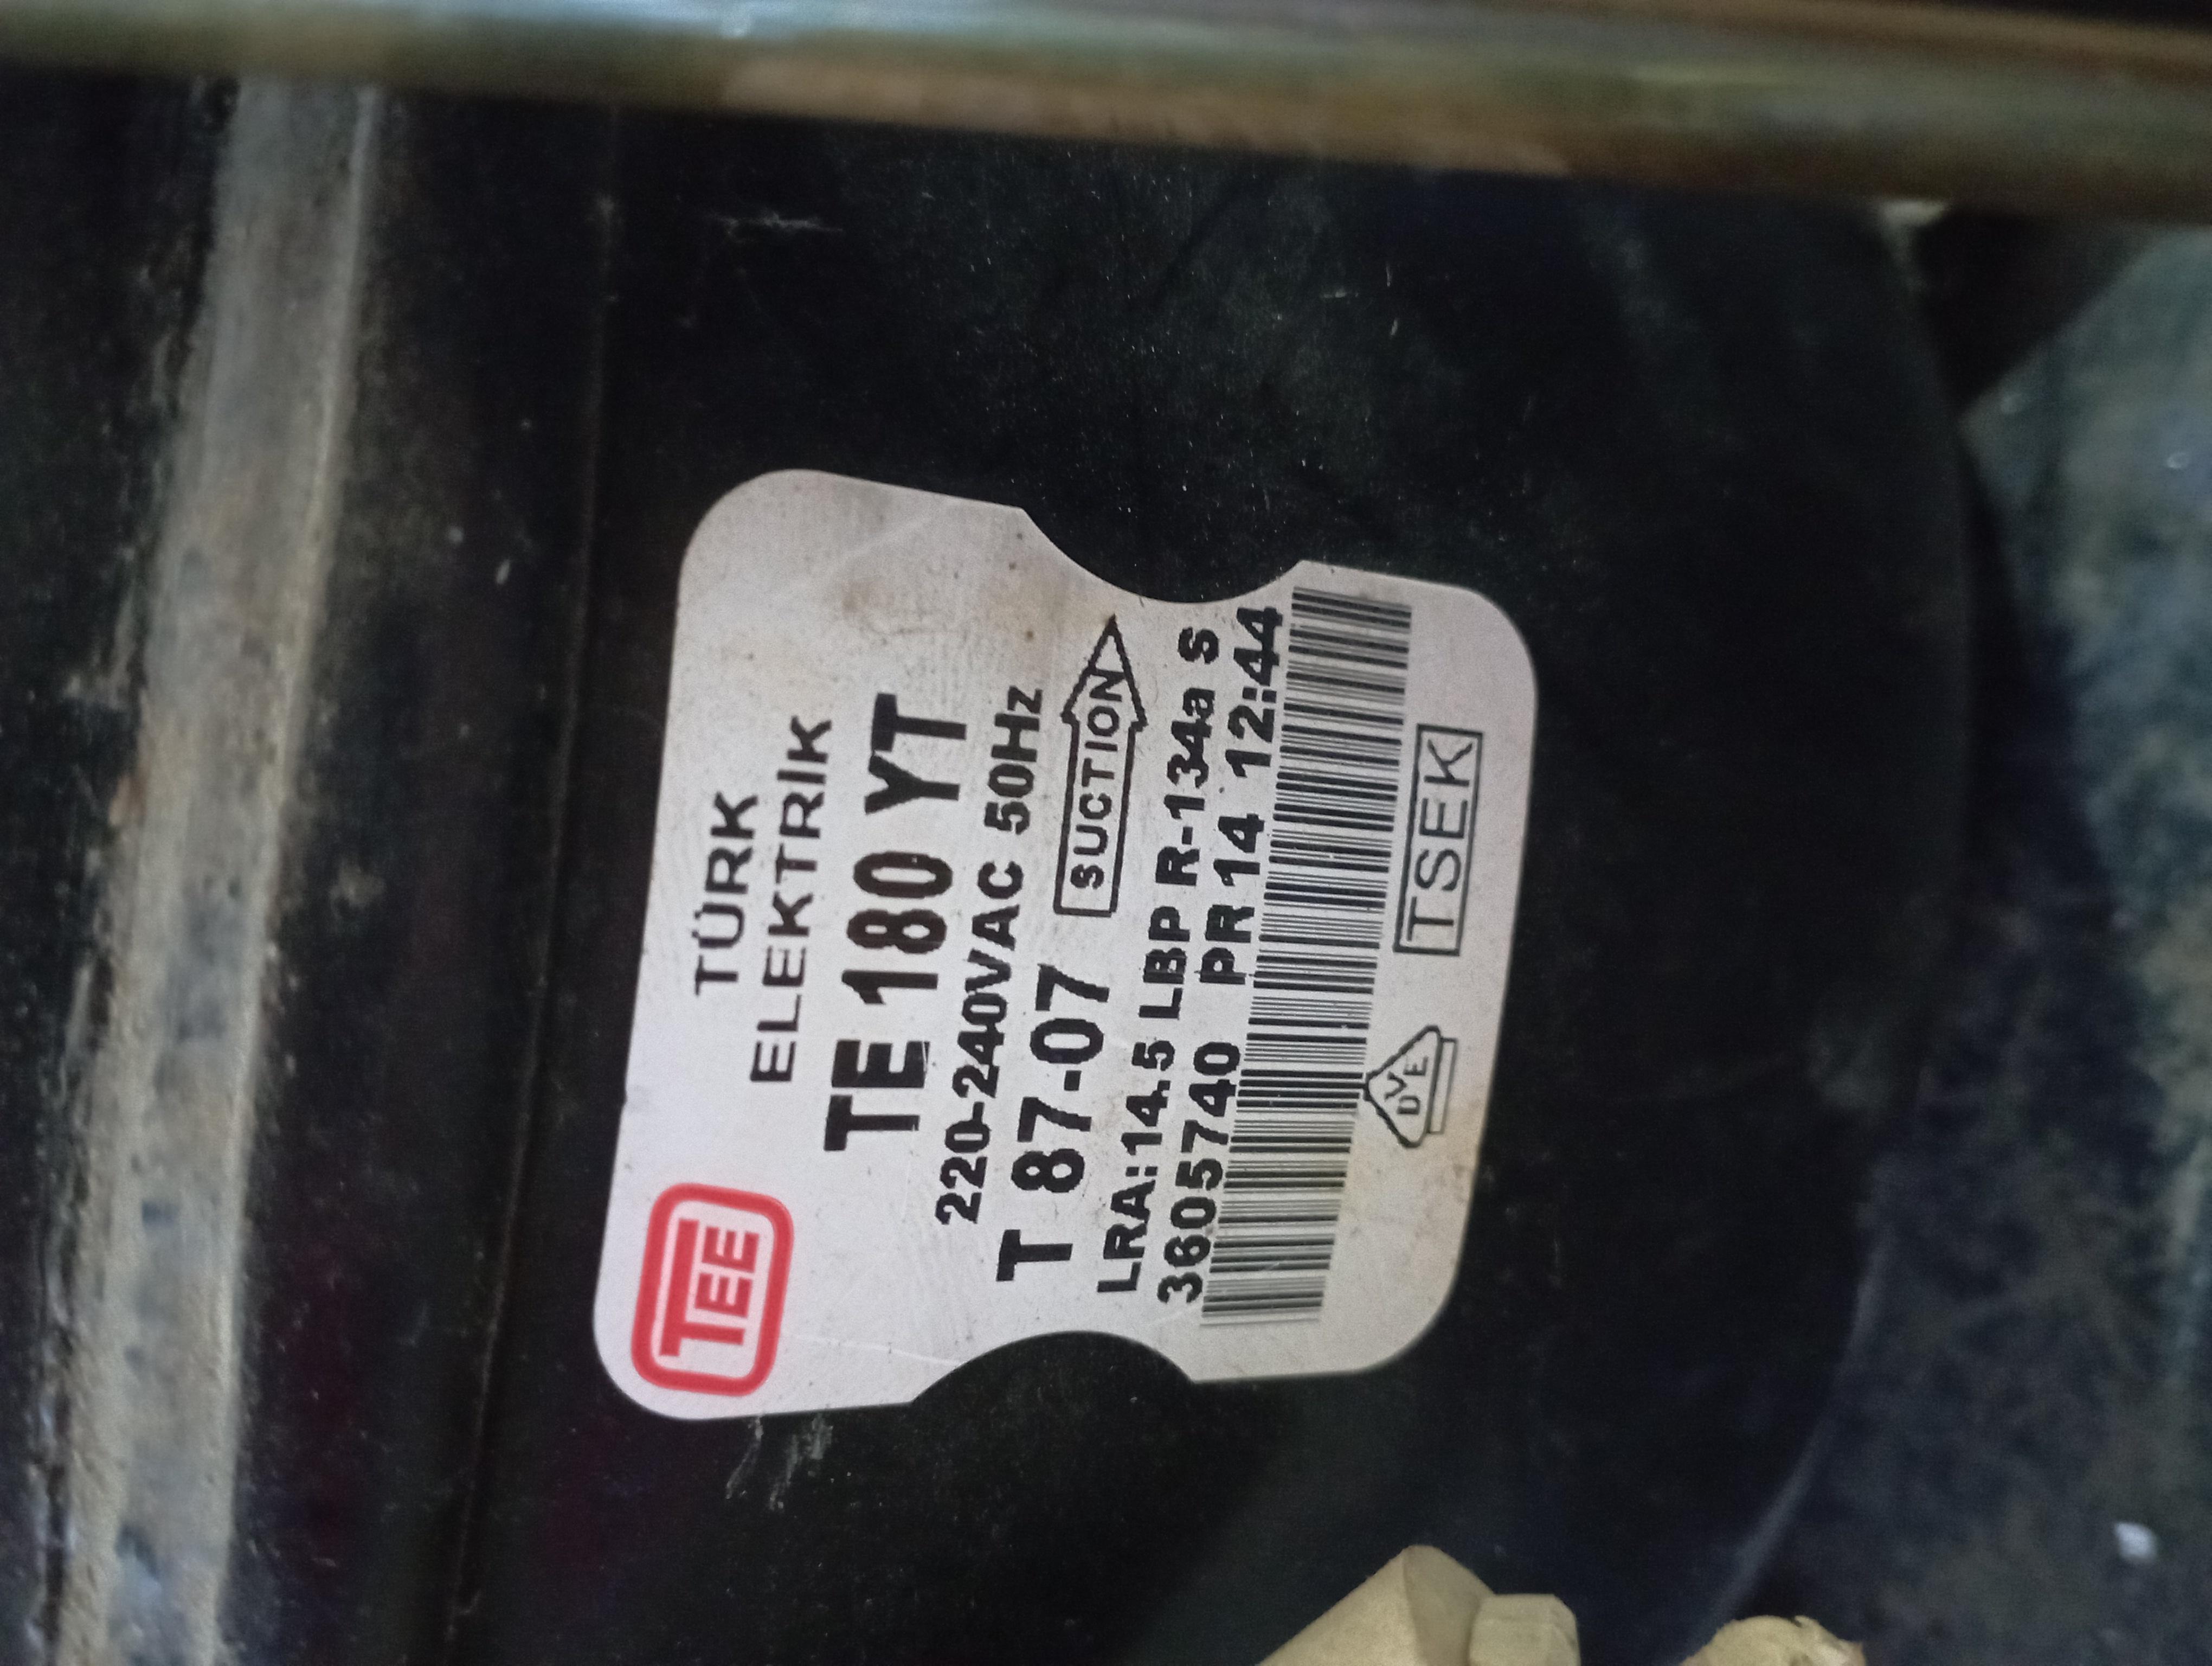 TEE
TÜRK
ELEKTRİK
TE 180 YT
220-240VAC 50Hz
T 87-07 SUCTION
LRA:14.5 LBP R-134a S
3605740 PR 14 12:44
DVE
TSEK